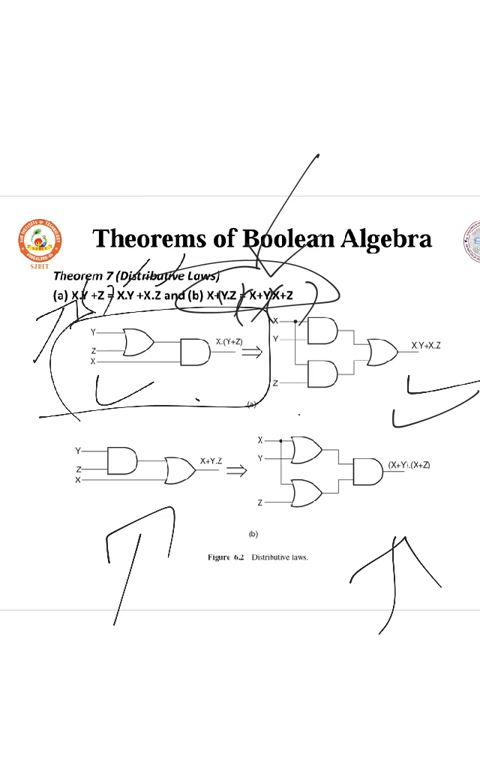 Theorems of Boolean Algebra
SJBIT
Theorem 7 (Distributive Laws)
(a) X.Y +Z = X.Y +X.Z and (b) X+Y.Z = X+Y X+Z
Y
Z
X
X.(Y+Z)
X
Y
Z
X.Y+X.Z
(a)
Y
Z
X
X+Y.Z
X
Y
Z
(X+Y).(X+Z)
(b)
Figure 6.2 Distributive laws.